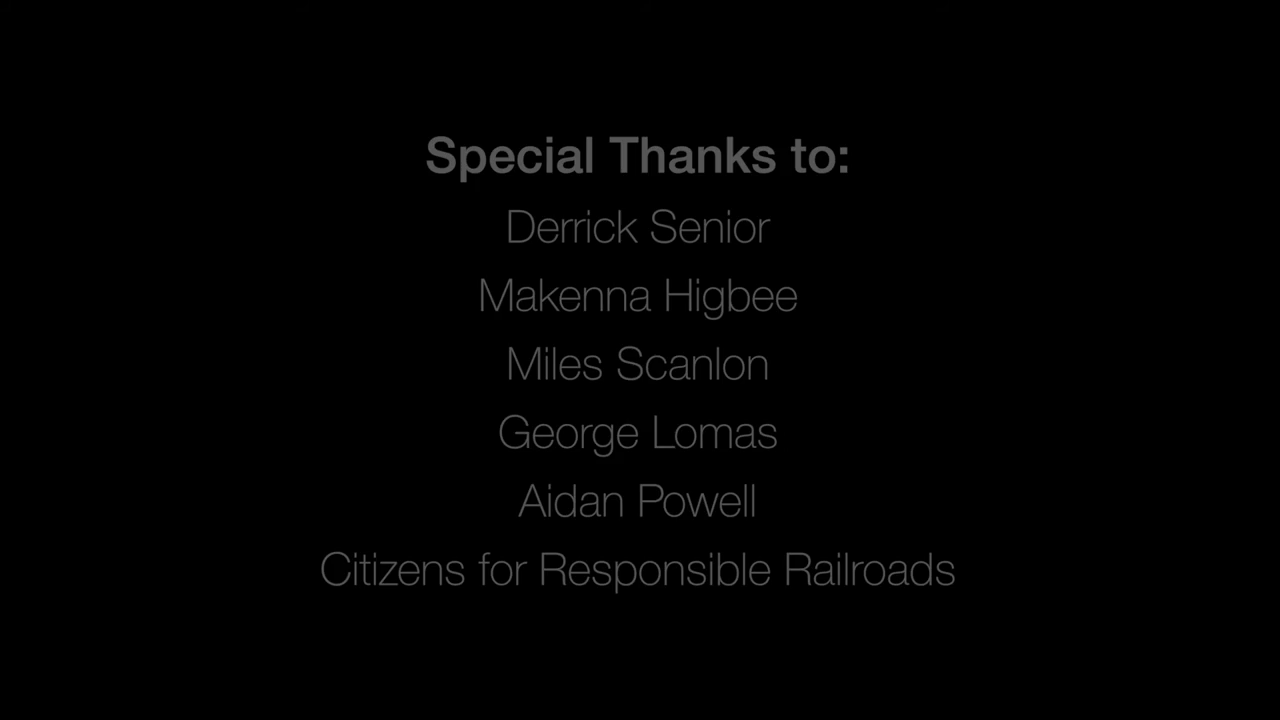 Special Thanks to:
Derrick Senior
Makenna Higbee
Miles Scanlon
George Lomas
Aidan Powell
Citizens for Responsible Railroads